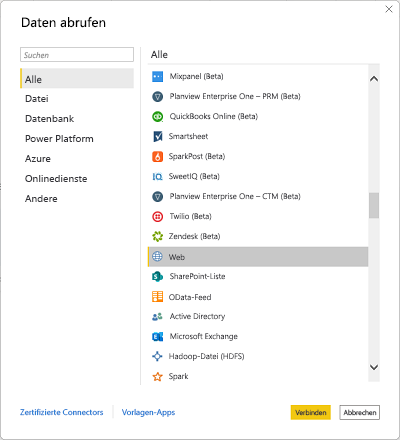 Daten abrufen
Suchen
Alle
Datei
Datenbank
Power Platform
Azure
Onlinedienste
Andere
Alle
Mixpanel (Beta)
Planview Enterprise One – PRM (Beta)
QuickBooks Online (Beta)
Smartsheet
SparkPost (Beta)
SweetIQ (Beta)
Planview Enterprise One – CTM (Beta)
Twilio (Beta)
Zendesk (Beta)
Web
SharePoint-Liste
OData-Feed
Active Directory
Microsoft Exchange
Hadoop-Datei (HDFS)
Spark
Zertifizierte Connectors
Vorlagen-Apps
Verbinden
Abbrechen